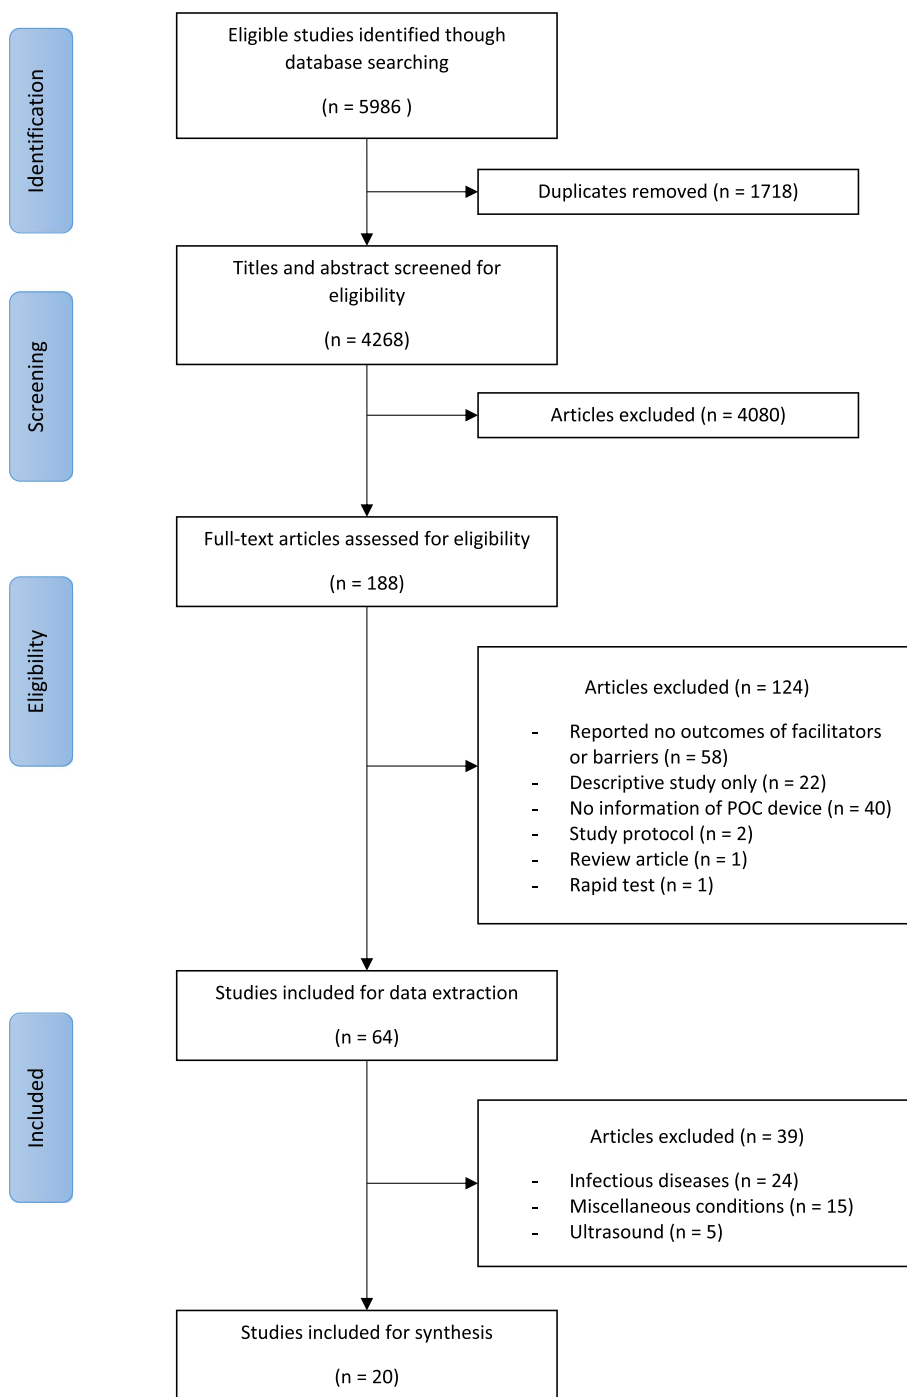 Identification
Eligible studies identified though
database searching
(n = 5986 )
Duplicates removed (n = 1718)
Titles and abstract screened for
eligibility
(n = 4268)
Screening
Articles excluded (n = 4080)
Full-text articles assessed for eligibility
(n = 188)
Eligibility
Articles excluded (n = 124)
- Reported no outcomes of facilitators
or barriers (n = 58)
- Descriptive study only (n = 22)
- No information of POC device (n = 40)
- Study protocol (n = 2)
- Review article (n = 1)
- Rapid test (n = 1)
Studies included for data extraction
(n = 64)
Included
Articles excluded (n = 39)
- Infectious diseases (n = 24)
- Miscellaneous conditions (n = 15)
- Ultrasound (n = 5)
Studies included for synthesis
(n = 20)